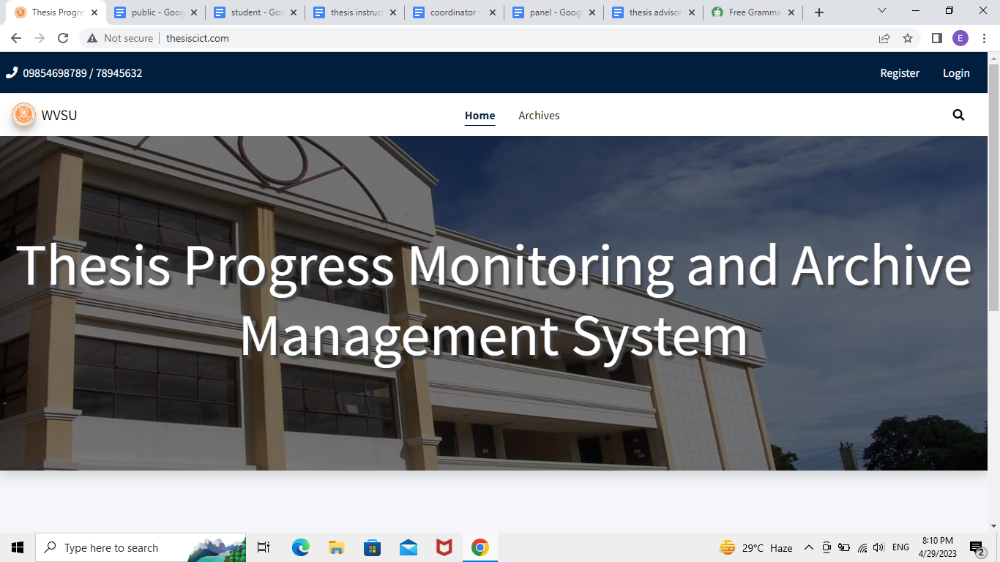 Thesis Progre
public - Goog
student - Goo
thesis instruct
coordinator -
panel - Googl
thesis advisor
Free Gramma
Not secure
thesiscict.com
E
09854698789 / 78945632
Register
Login
WVSU
Home
Archives
Thesis Progress Monitoring and Archive
Management System
Type here to search
29°C Haze
ENG
8:10 PM
4/29/2023
2